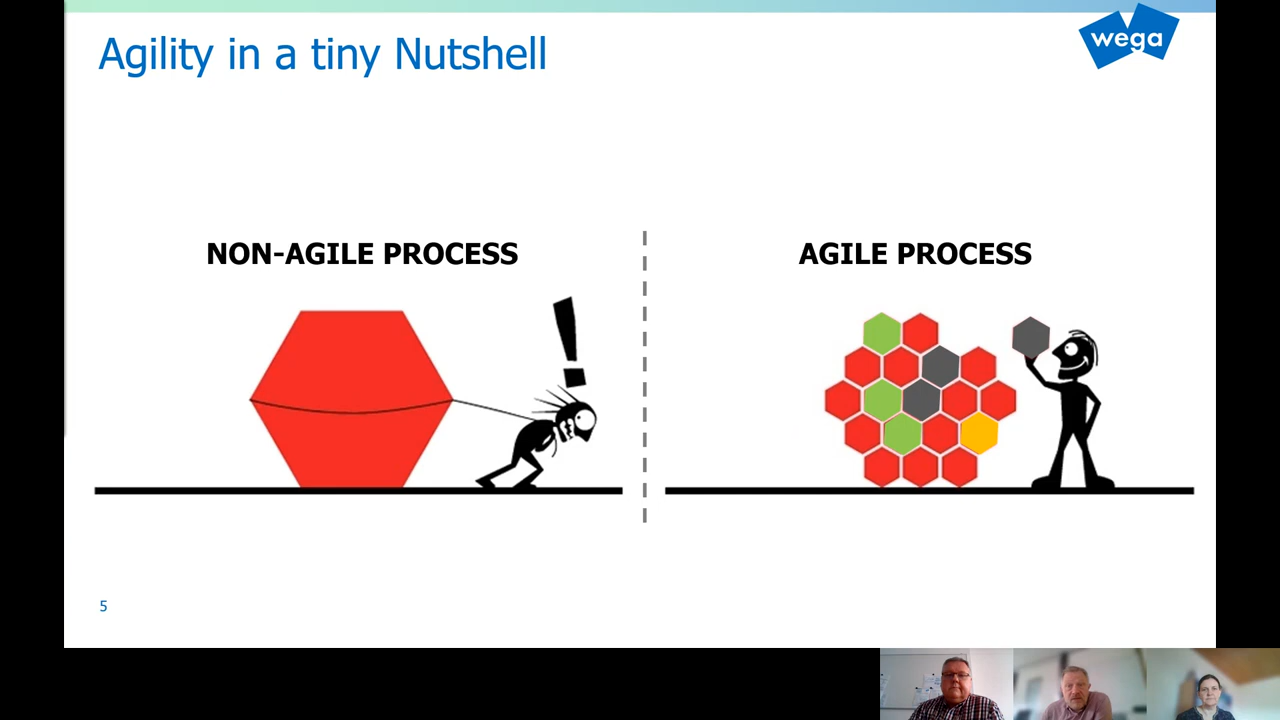 Agility in a tiny Nutshell
wega
NON-AGILE PROCESS
AGILE PROCESS
!
5